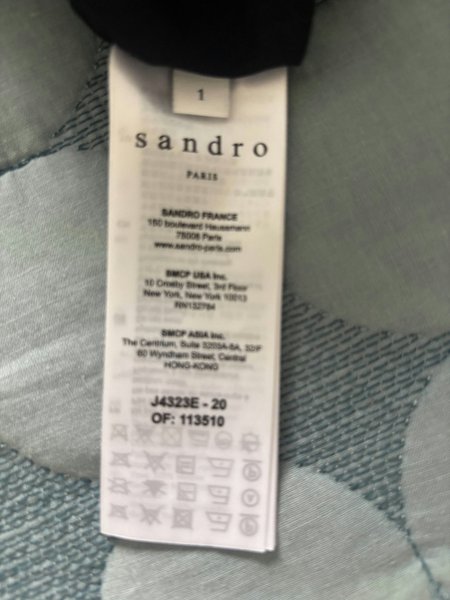 1
sandro
PARIS
SANDRO FRANCE
150 boulevard Haussmann
75008 Paris
www.sandro-paris.com
SMCP USA Inc.
10 Crosby Street, 3rd Floor
New York, New York 10013
RN132784
SMCP ASIA Inc.
The Centrium, Suite 3203A-6A, 32/F
60 Wyndham Street, Central
HONG-KONG
J4323E - 20
OF: 113510